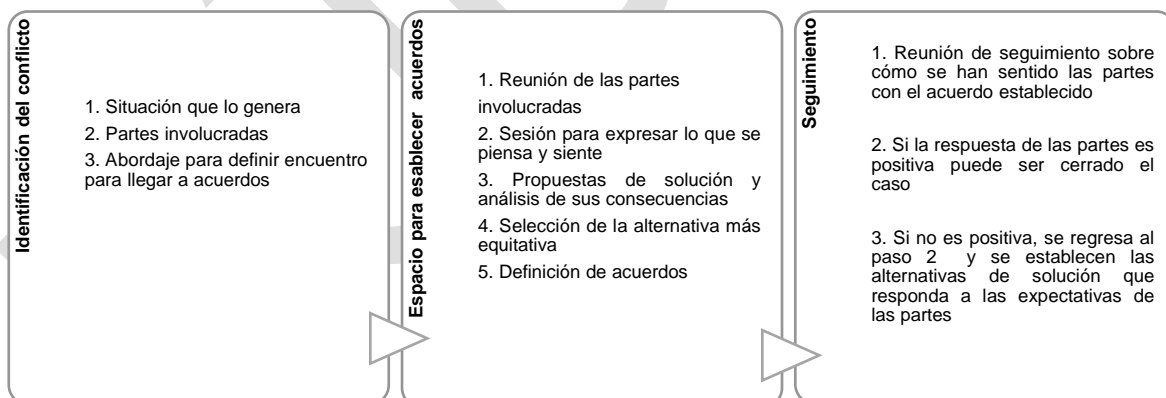 Identificación del conflicto
1. Situación que lo genera
2. Partes involucradas
3. Abordaje para definir encuentro
para llegar a acuerdos
Espacio para esablecer acuerdos
1. Reunión de las partes
involucradas
2. Sesión para expresar lo que se
piensa y siente
3. Propuestas de solución y
análisis de sus consecuencias
4. Selección de la alternativa más
equitativa
5. Definición de acuerdos
Seguimiento
1. Reunión de seguimiento sobre
cómo se han sentido las partes
con el acuerdo establecido
2. Si la respuesta de las partes es
positiva puede ser cerrado el
caso
3. Si no es positiva, se regresa al
paso 2 y se establecen las
alternativas de solución que
responda a las expectativas de
las partes